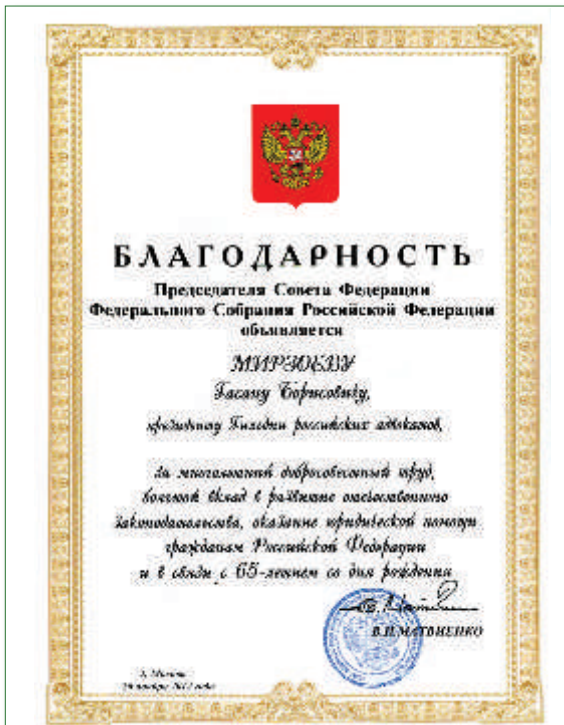 БЛАГОДАРНОСТЬ
Председателя Совета Федерации
Федерального Собрания Российской Федерации
объявляется
МИРЗОЕВУ
Гасану Борисовичу,
президенту Гильдии российских адвокатов,
за многолетний добросовестный труд,
большой вклад в развитие отечественного
законодательства, оказание юридической помощи
гражданам Российской Федерации
и в связи с 65-летием со дня рождения
В.И.МАТВИЕНКО
г. Москва
2012 года